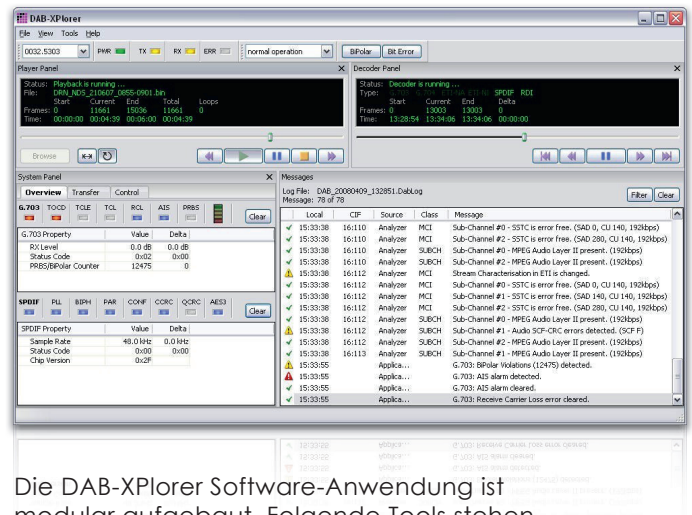 DAB-XPlorer
File View Tools Help
0032.5303 PWR TX RX ERR normal operation BiPolar Bit Error
Player Panel
Status: Playback is running ...
File: DRN_NDS_210607_0655-0901.bin
Start Current End Total Loops
Frames: 0 11661 15036 11661 0
Time: 00:00:00 00:04:39 00:06:00 00:04:39
Browse
Decoder Panel
Status: Decoder is running ...
Type: G.703 G.704 ETI-NA ETI-NI SPDIF RDI
Start Current End Delta
Frames: 0 13003 13003 0
Time: 13:28:54 13:34:06 13:34:06 00:00:00
System Panel
Overview Transfer Control
G.703 TOCD TCLE TCL RCL AIS PRBS Clear
G.703 Property Value Delta
RX Level 0.0 dB 0.0 dB
Status Code 0x02 0x00
PRBS/BiPolar Counter 12475 0
SPDIF PLL BIPH PAR CONF CCRC QCRC AES3 Clear
SPDIF Property Value Delta
Sample Rate 48.0 kHz 0.0 kHz
Status Code 0x00 0x00
Chip Version 0x2F
Messages
Log File: DAB_20080409_132851.DabLog
Message: 78 of 78
Filter Clear
Local CIF Source Class Message
15:33:38 16:110 Analyzer MCI Sub-Channel #0 - SSTC is error free. (SAD 0, CU 140, 192kbps)
15:33:38 16:110 Analyzer MCI Sub-Channel #2 - SSTC is error free. (SAD 280, CU 140, 192kbps)
15:33:38 16:110 Analyzer SUBCH Sub-Channel #0 - MPEG Audio Layer II present. (192kbps)
15:33:38 16:110 Analyzer SUBCH Sub-Channel #2 - MPEG Audio Layer II present. (192kbps)
15:33:38 16:112 Analyzer MCI Stream Characterisation in ETI is changed.
15:33:38 16:112 Analyzer MCI Sub-Channel #0 - SSTC is error free. (SAD 0, CU 140, 192kbps)
15:33:38 16:112 Analyzer MCI Sub-Channel #1 - SSTC is error free. (SAD 140, CU 140, 192kbps)
15:33:38 16:112 Analyzer MCI Sub-Channel #2 - SSTC is error free. (SAD 280, CU 140, 192kbps)
15:33:38 16:112 Analyzer SUBCH Sub-Channel #0 - MPEG Audio Layer II present. (192kbps)
15:33:38 16:112 Analyzer SUBCH Sub-Channel #1 - Audio SCF-CRC errors detected. (SCF F)
15:33:38 16:112 Analyzer SUBCH Sub-Channel #2 - MPEG Audio Layer II present. (192kbps)
15:33:38 16:113 Analyzer SUBCH Sub-Channel #1 - MPEG Audio Layer II present. (192kbps)
15:33:55 Applica... G.703: BiPolar Violations (12475) detected.
15:33:55 Applica... G.703: AIS alarm detected.
15:33:55 Applica... G.703: AIS alarm cleared.
15:33:55 Applica... G.703: Receive Carrier Loss error cleared.
Die DAB-XPlorer Software-Anwendung ist
modular aufgebaut. Folgende Tools stehen